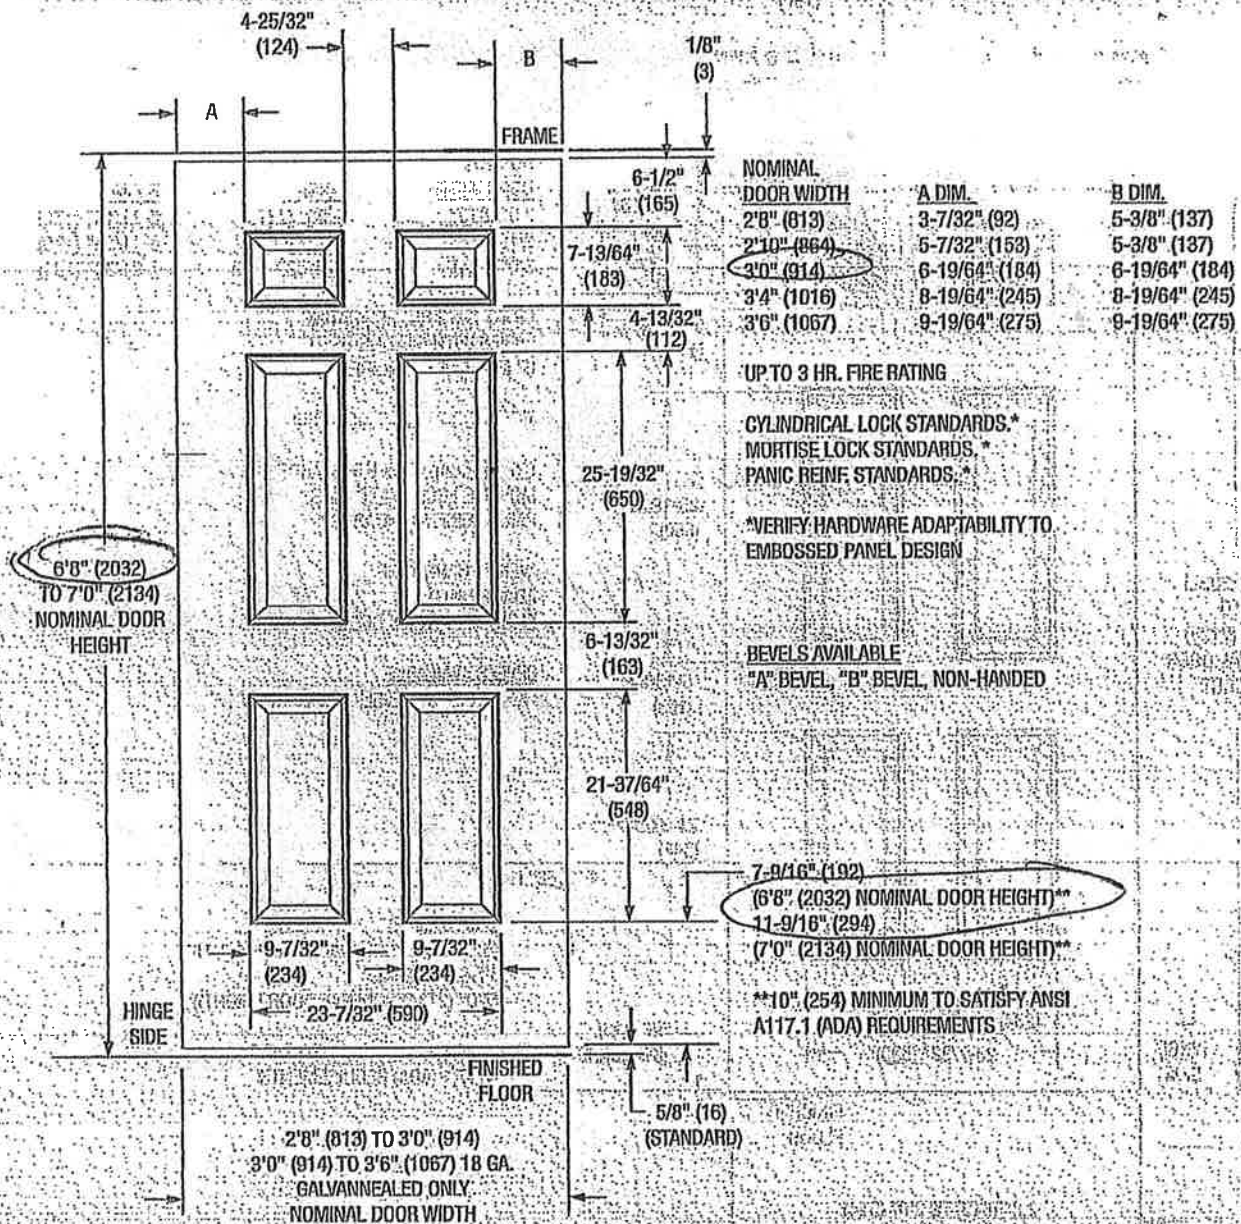 4-25/32"
(124)
B
1/8"
(3)
A
FRAME
6-1/2"
(165)
7-13/64"
(183)
4-13/32"
(112)
NOMINAL
DOOR WIDTH A DIM. B DIM.
2'8" (813) 3-7/32" (92) 5-3/8" (137)
2'10" (864) 5-7/32" (153) 5-3/8" (137)
3'0" (914) 6-19/64" (184) 6-19/64" (184)
3'4" (1016) 8-19/64" (245) 8-19/64" (245)
3'6" (1067) 9-19/64" (275) 9-19/64" (275)
UP TO 3 HR. FIRE RATING
CYLINDRICAL LOCK STANDARDS.*
MORTISE LOCK STANDARDS. *
PANIC REINF. STANDARDS.*
*VERIFY HARDWARE ADAPTABILITY TO
EMBOSSED PANEL DESIGN
25-19/32"
(650)
6'8" (2032)
TO 7'0" (2134)
NOMINAL DOOR
HEIGHT
6-13/32"
(163)
BEVELS AVAILABLE
"A" BEVEL, "B" BEVEL, NON-HANDED
21-37/64"
(548)
7-9/16" (192)
(6'8" (2032) NOMINAL DOOR HEIGHT)**
11-9/16" (294)
(7'0" (2134) NOMINAL DOOR HEIGHT)**
**10" (254) MINIMUM TO SATISFY ANSI
A117.1 (ADA) REQUIREMENTS
9-7/32" 9-7/32"
(234) (234)
23-7/32" (590)
HINGE
SIDE
FINISHED
FLOOR
5/8" (16)
(STANDARD)
2'8" (813) TO 3'0" (914)
3'0" (914) TO 3'6" (1067) 18 GA.
GALVANNEALED ONLY
NOMINAL DOOR WIDTH